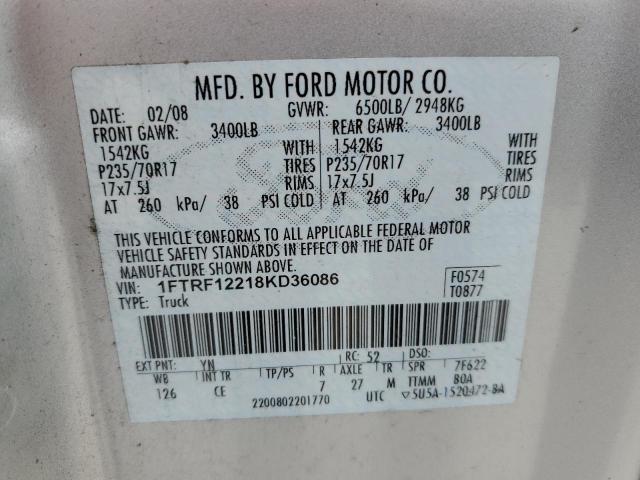 MFD. BY FORD MOTOR CO.
DATE: 02/08 GVWR: 6500LB/ 2948KG
FRONT GAWR: 3400LB REAR GAWR: 3400LB
1542KG WITH 1542KG WITH
P235/70R17 TIRES P235/70R17 TIRES
17x7.5J RIMS 17x7.5J RIMS
AT 260 kPa/ 38 PSI COLD AT 260 kPa/ 38 PSI COLD
THIS VEHICLE CONFORMS TO ALL APPLICABLE FEDERAL MOTOR
VEHICLE SAFETY STANDARDS IN EFFECT ON THE DATE OF
MANUFACTURE SHOWN ABOVE.
VIN: 1FTRF12218KD36086 F0574
TYPE: Truck T0877
EXT PNT: YN RC: 52 DSO:
WB INT TR TP/PS R AXLE TR SPR 7F622
126 CE 7 27 M TTMM BOA
2200802201770 UTC ▽5U5A-1520472-BA